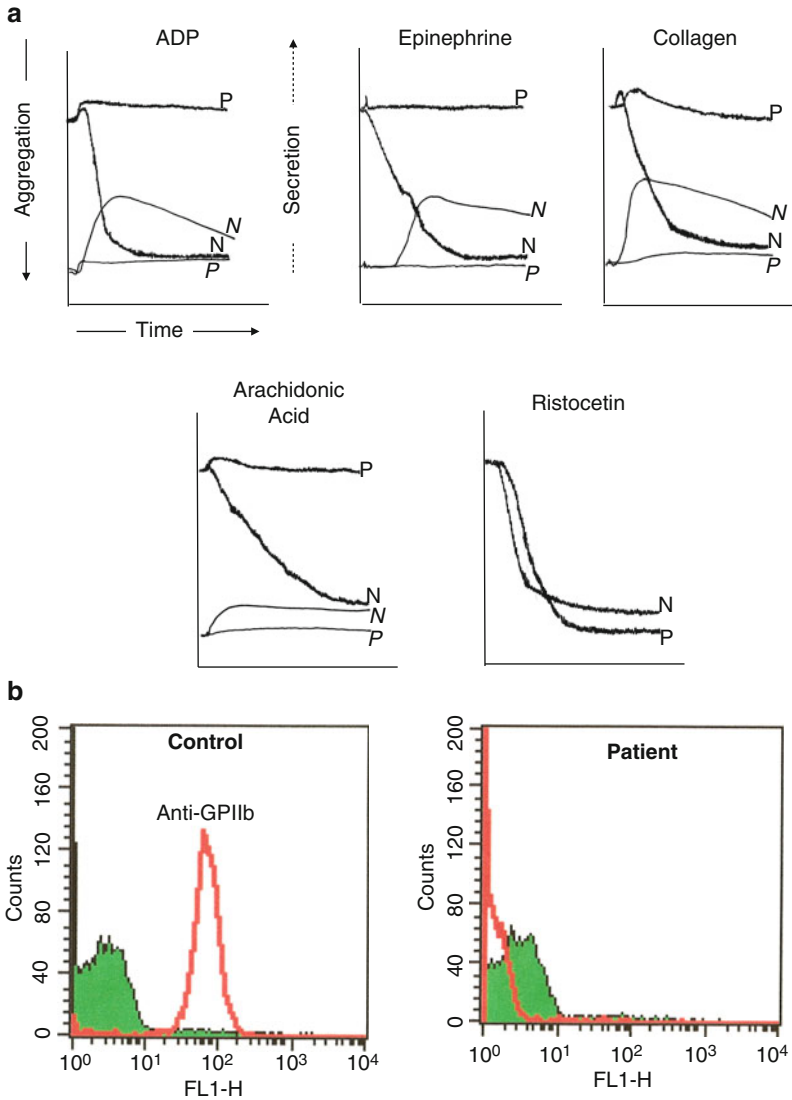 a
ADP
Epinephrine
Collagen
Aggregation
Secretion
P
N
N
P
P
N
N
P
P
N
N
P
Time
Arachidonic
Acid
Ristocetin
P
N
N
P
N
P
b
Control
Anti-GPIIb
Counts
200
160
120
80
40
0
10⁰ 10¹ 10² 10³ 10⁴
FL1-H
Patient
Counts
200
160
120
80
40
0
10⁰ 10¹ 10² 10³ 10⁴
FL1-H